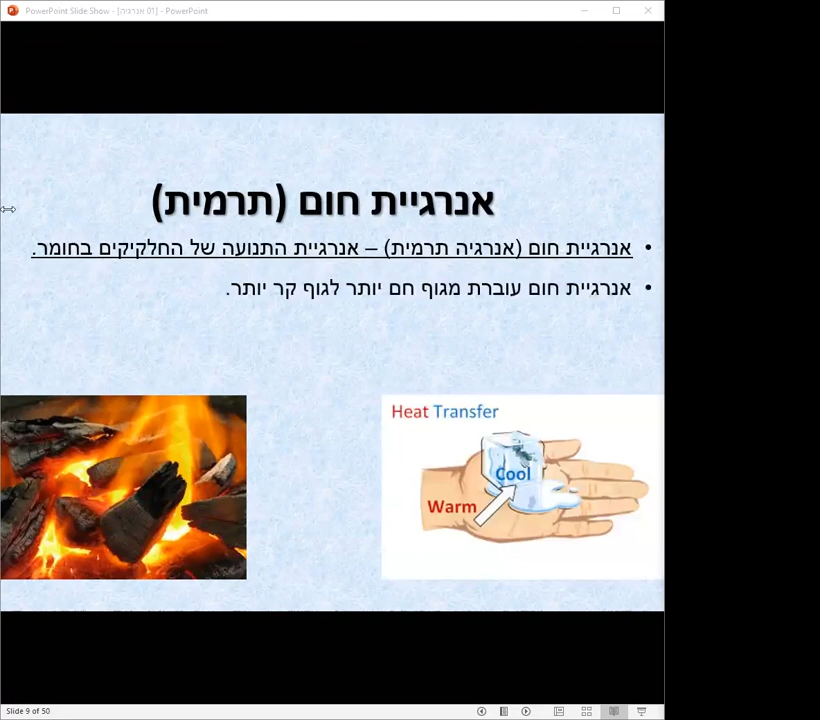 PowerPoint Slide Show - [01 אנרגיה] - PowerPoint
אנרגיית חום (תרמית)
• אנרגיית חום (אנרגיה תרמית) – אנרגיית התנועה של החלקיקים בחומר.
• אנרגיית חום עוברת מגוף חם יותר לגוף קר יותר.
Heat Transfer
Cool
Warm
Slide 9 of 50